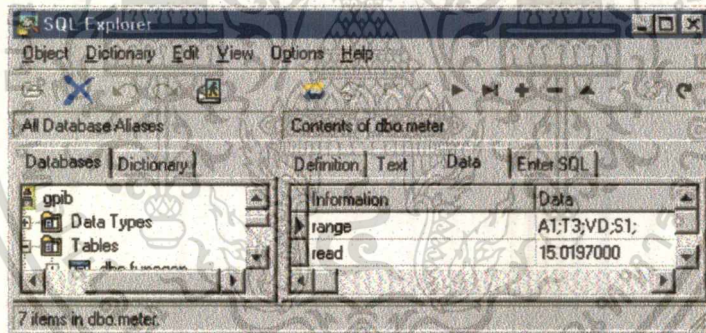 SQL Explorer
Object Dictionary Edit View Options Help
All Database Aliases
Contents of dbo.meter
Databases Dictionary
Definition Text Data Enter SQL
gpib
Data Types
Tables
dbo.funcgen
Information Data
range A1;T3;VD;S1;
read 15.0197000
7 items in dbo.meter.